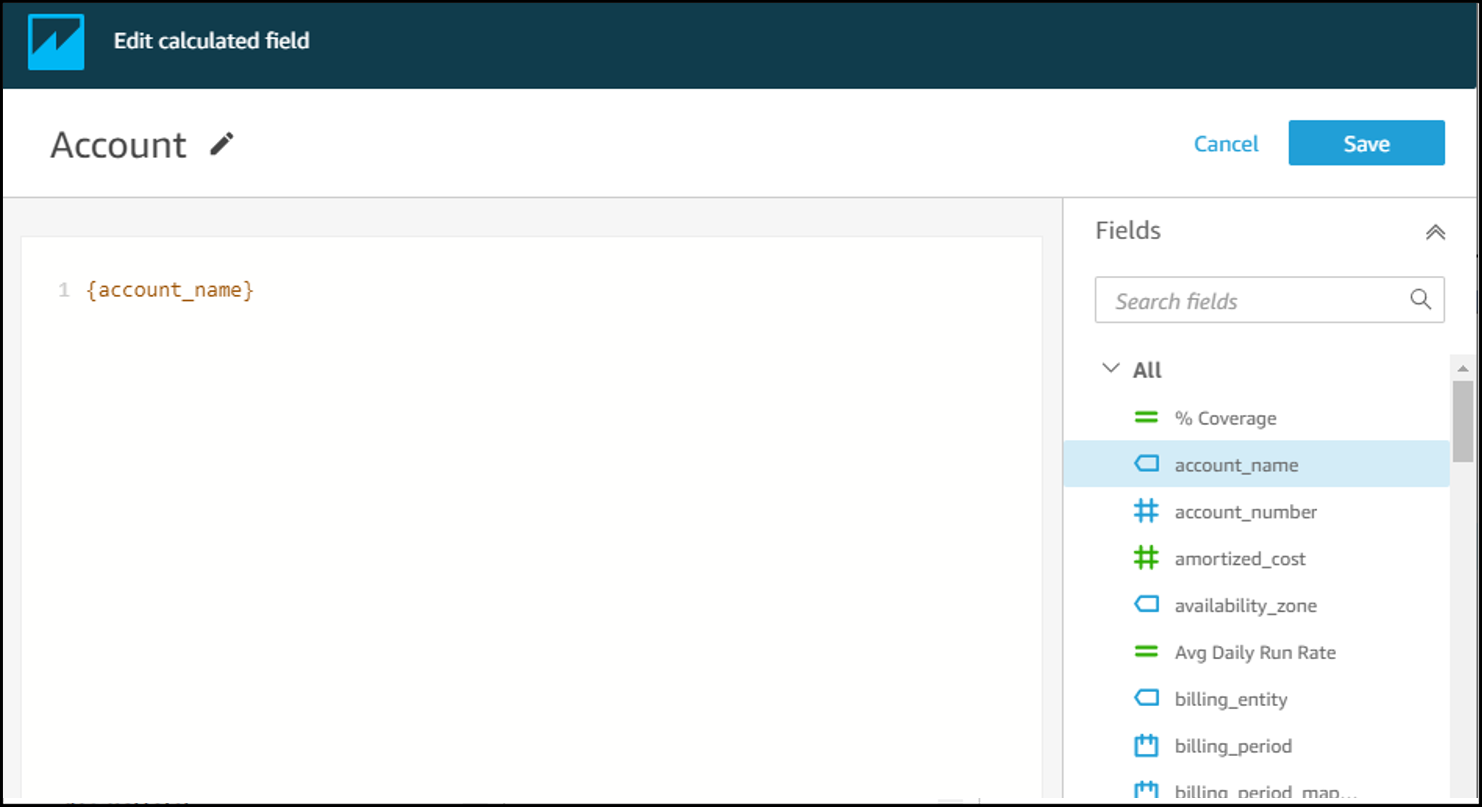 Edit calculated field
Account
Cancel
Save
1 {account_name}
Fields
Search fields
All
% Coverage
account_name
account_number
amortized_cost
availability_zone
Avg Daily Run Rate
billing_entity
billing_period
billing_period_map...